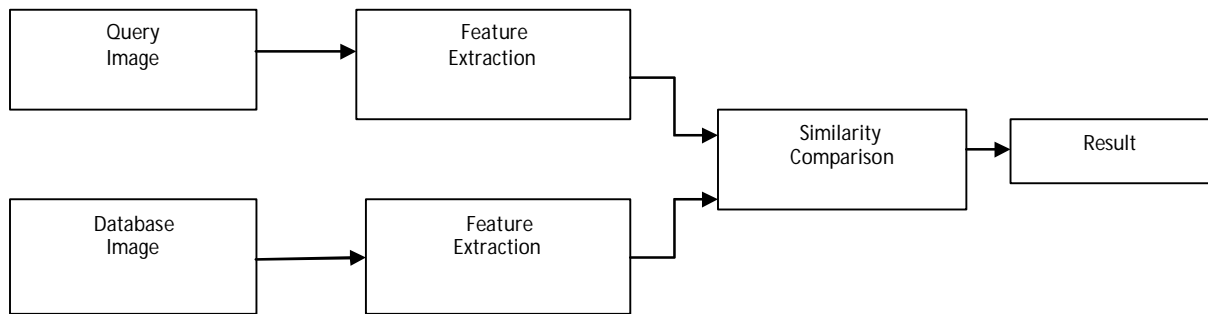 Query
Image
Feature
Extraction
Similarity
Comparison
Result
Database
Image
Feature
Extraction